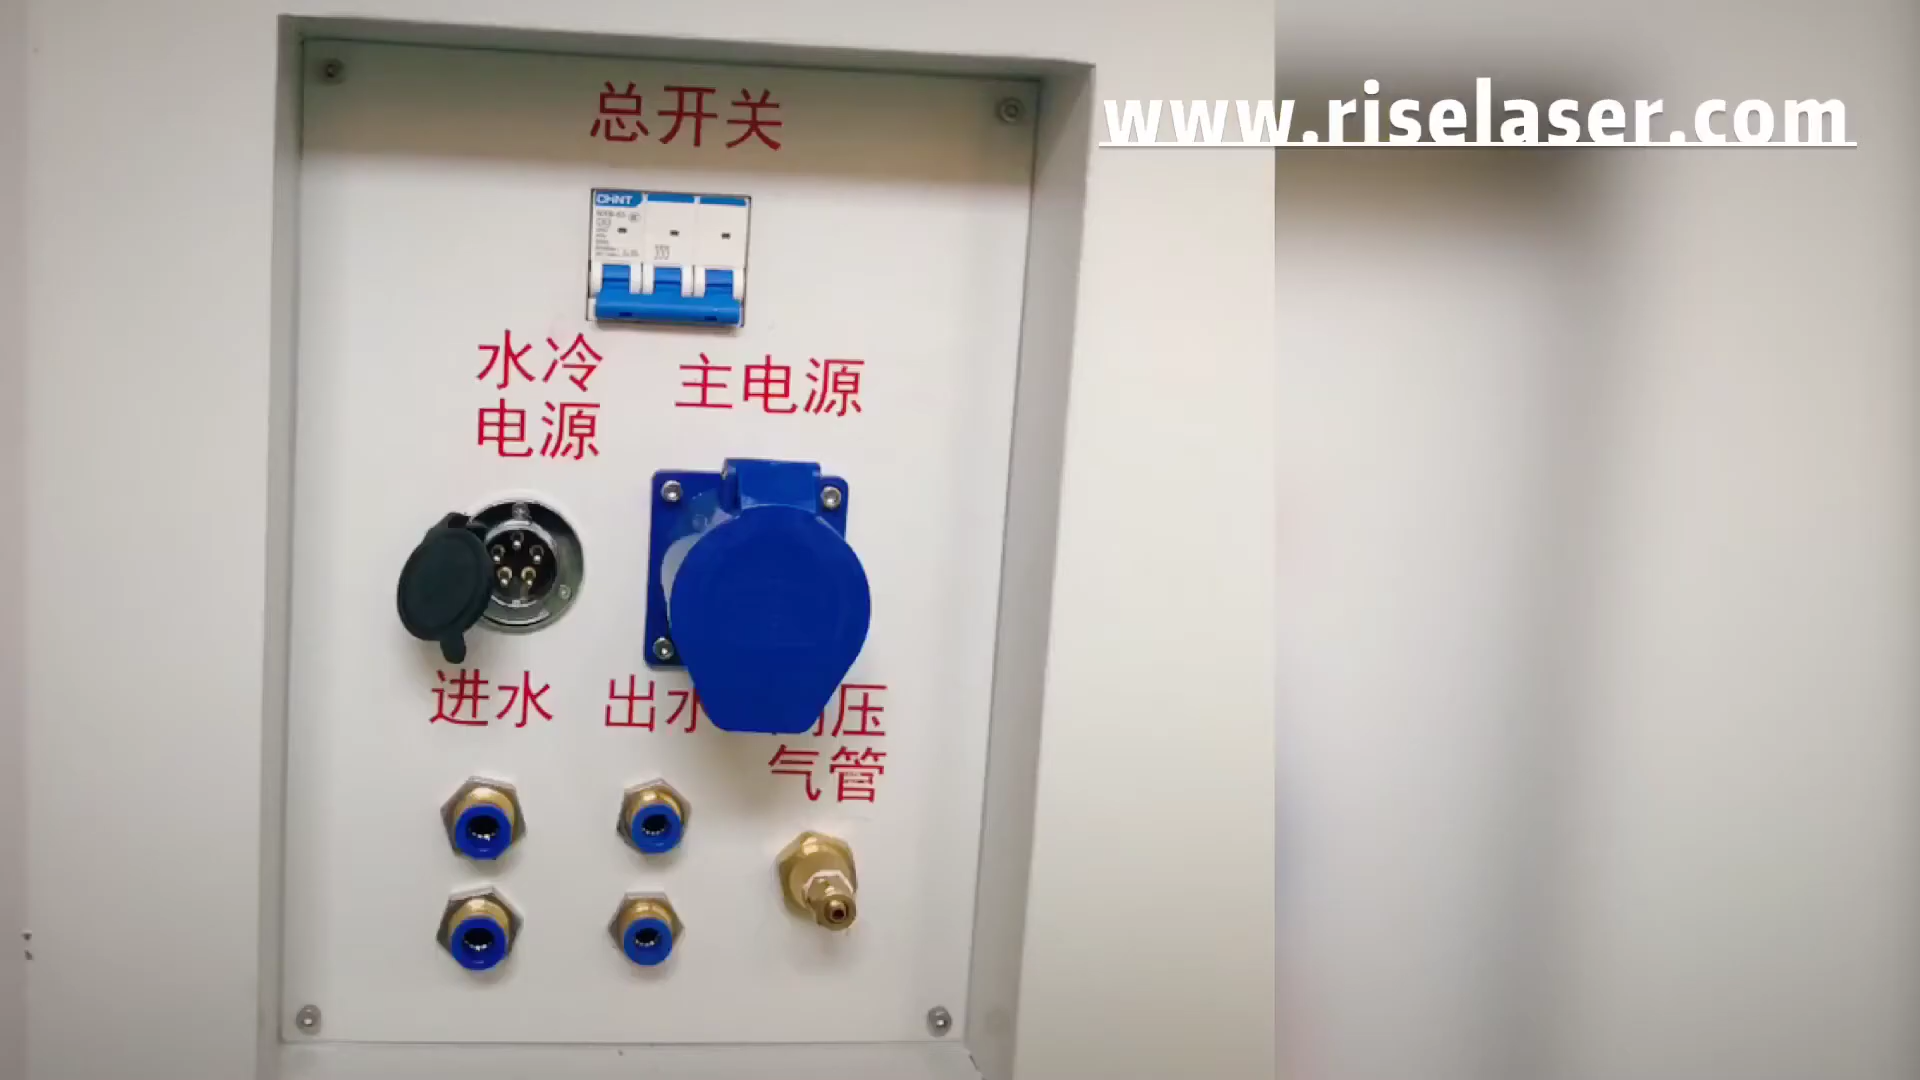 总开关
www.riselaser.com
CHNT
水冷
电源
主电源
进水
出水
压
气管